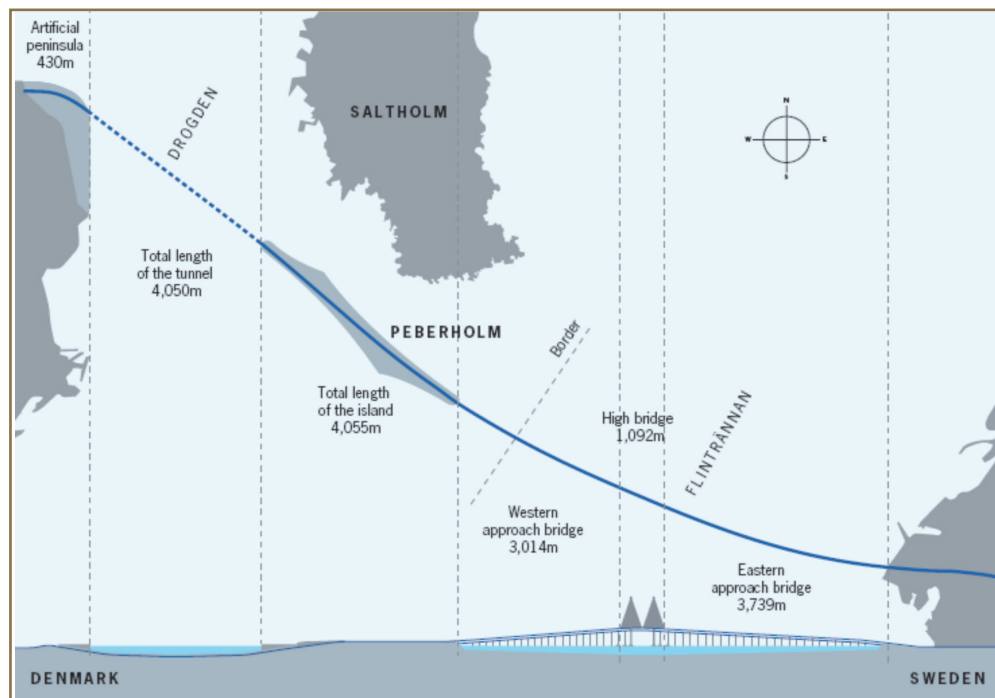 Artificial
peninsula
430m
DROGDEN
SALTHOLM
N
W
E
S
Total length
of the tunnel
4,050m
PEBERHOLM
Border
Total length
of the island
4,055m
High bridge
1,092m
FLINTRÄNNAN
Western
approach bridge
3,014m
Eastern
approach bridge
3,739m
DENMARK
SWEDEN